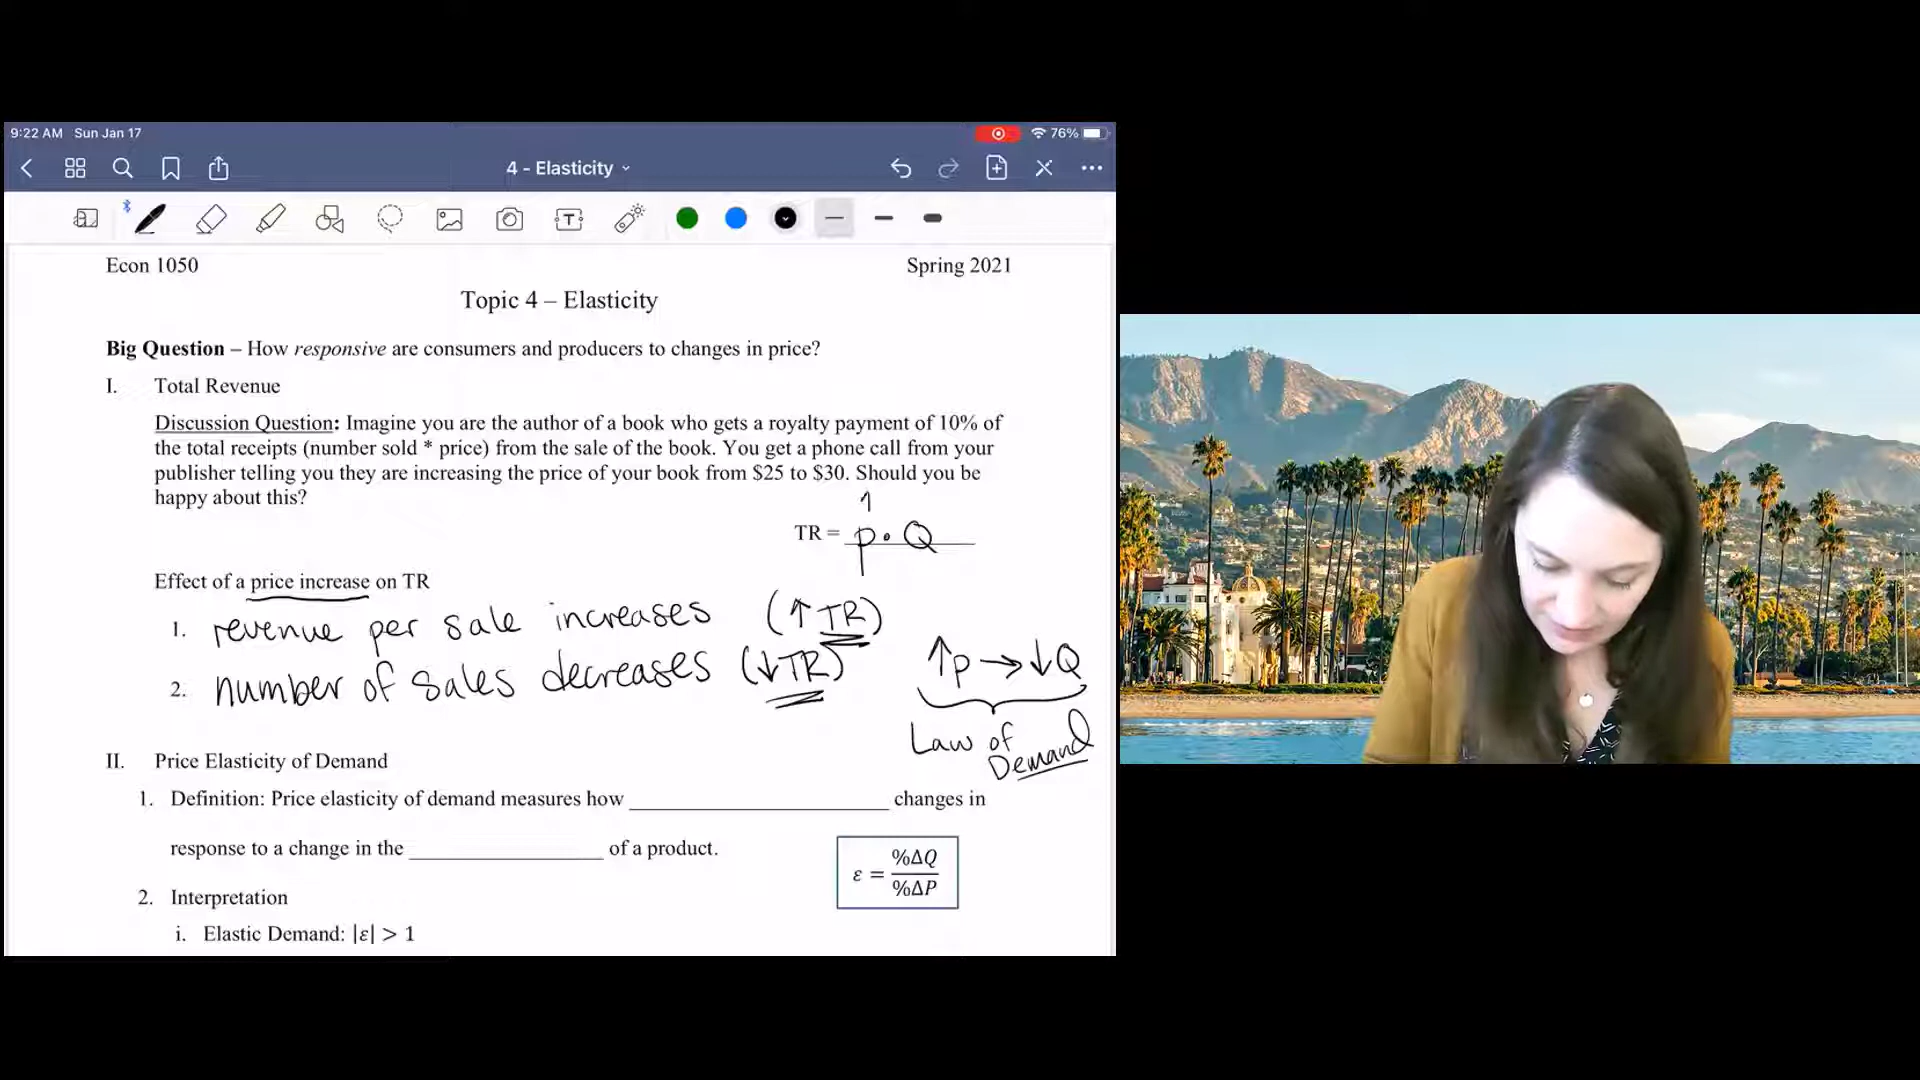 9:22 AM Sun Jan 17
76%
4 - Elasticity
Econ 1050
Spring 2021
Topic 4 – Elasticity
Big Question – How responsive are consumers and producers to changes in price?
I. Total Revenue
Discussion Question: Imagine you are the author of a book who gets a royalty payment of 10% of
the total receipts (number sold * price) from the sale of the book. You get a phone call from your
publisher telling you they are increasing the price of your book from $25 to $30. Should you be
happy about this?
↑
TR = p • Q
Effect of a price increase on TR
1. revenue per sale increases (↑ TR)
2. number of sales decreases (↓TR)
↑p → ↓Q
Law of
Demand
II. Price Elasticity of Demand
1. Definition: Price elasticity of demand measures how ____ changes in
response to a change in the ____ of a product.
ε = %ΔQ / %ΔP
2. Interpretation
i. Elastic Demand: |ε| > 1